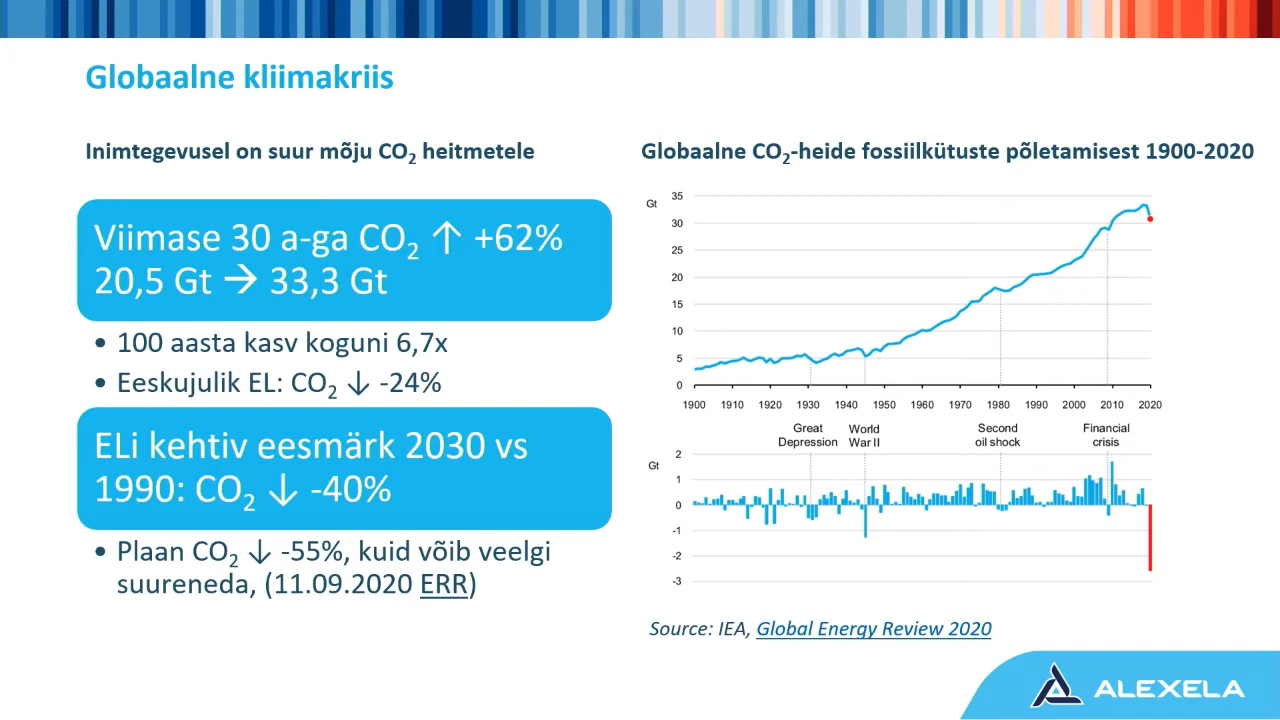 Globaalne kliimakriis
Inimtegevusel on suur mõju CO₂ heitmetele
Viimase 30 a-ga CO₂ ↑ +62%
20,5 Gt → 33,3 Gt
• 100 aasta kasv koguni 6,7x
• Eeskujulik EL: CO₂ ↓ -24%
ELi kehtiv eesmärk 2030 vs
1990: CO₂ ↓ -40%
• Plaan CO₂ ↓ -55%, kuid võib veelgi
suureneda, (11.09.2020 ERR)
Globaalne CO₂-heide fossiilkütuste põletamisest 1900-2020
Gt
35
30
25
20
15
10
5
0
1900 1910 1920 1930 1940 1950 1960 1970 1980 1990 2000 2010 2020
Great Depression
World War II
Second oil shock
Financial crisis
Gt
2
1
0
-1
-2
-3
Source: IEA, Global Energy Review 2020
ALEXELA